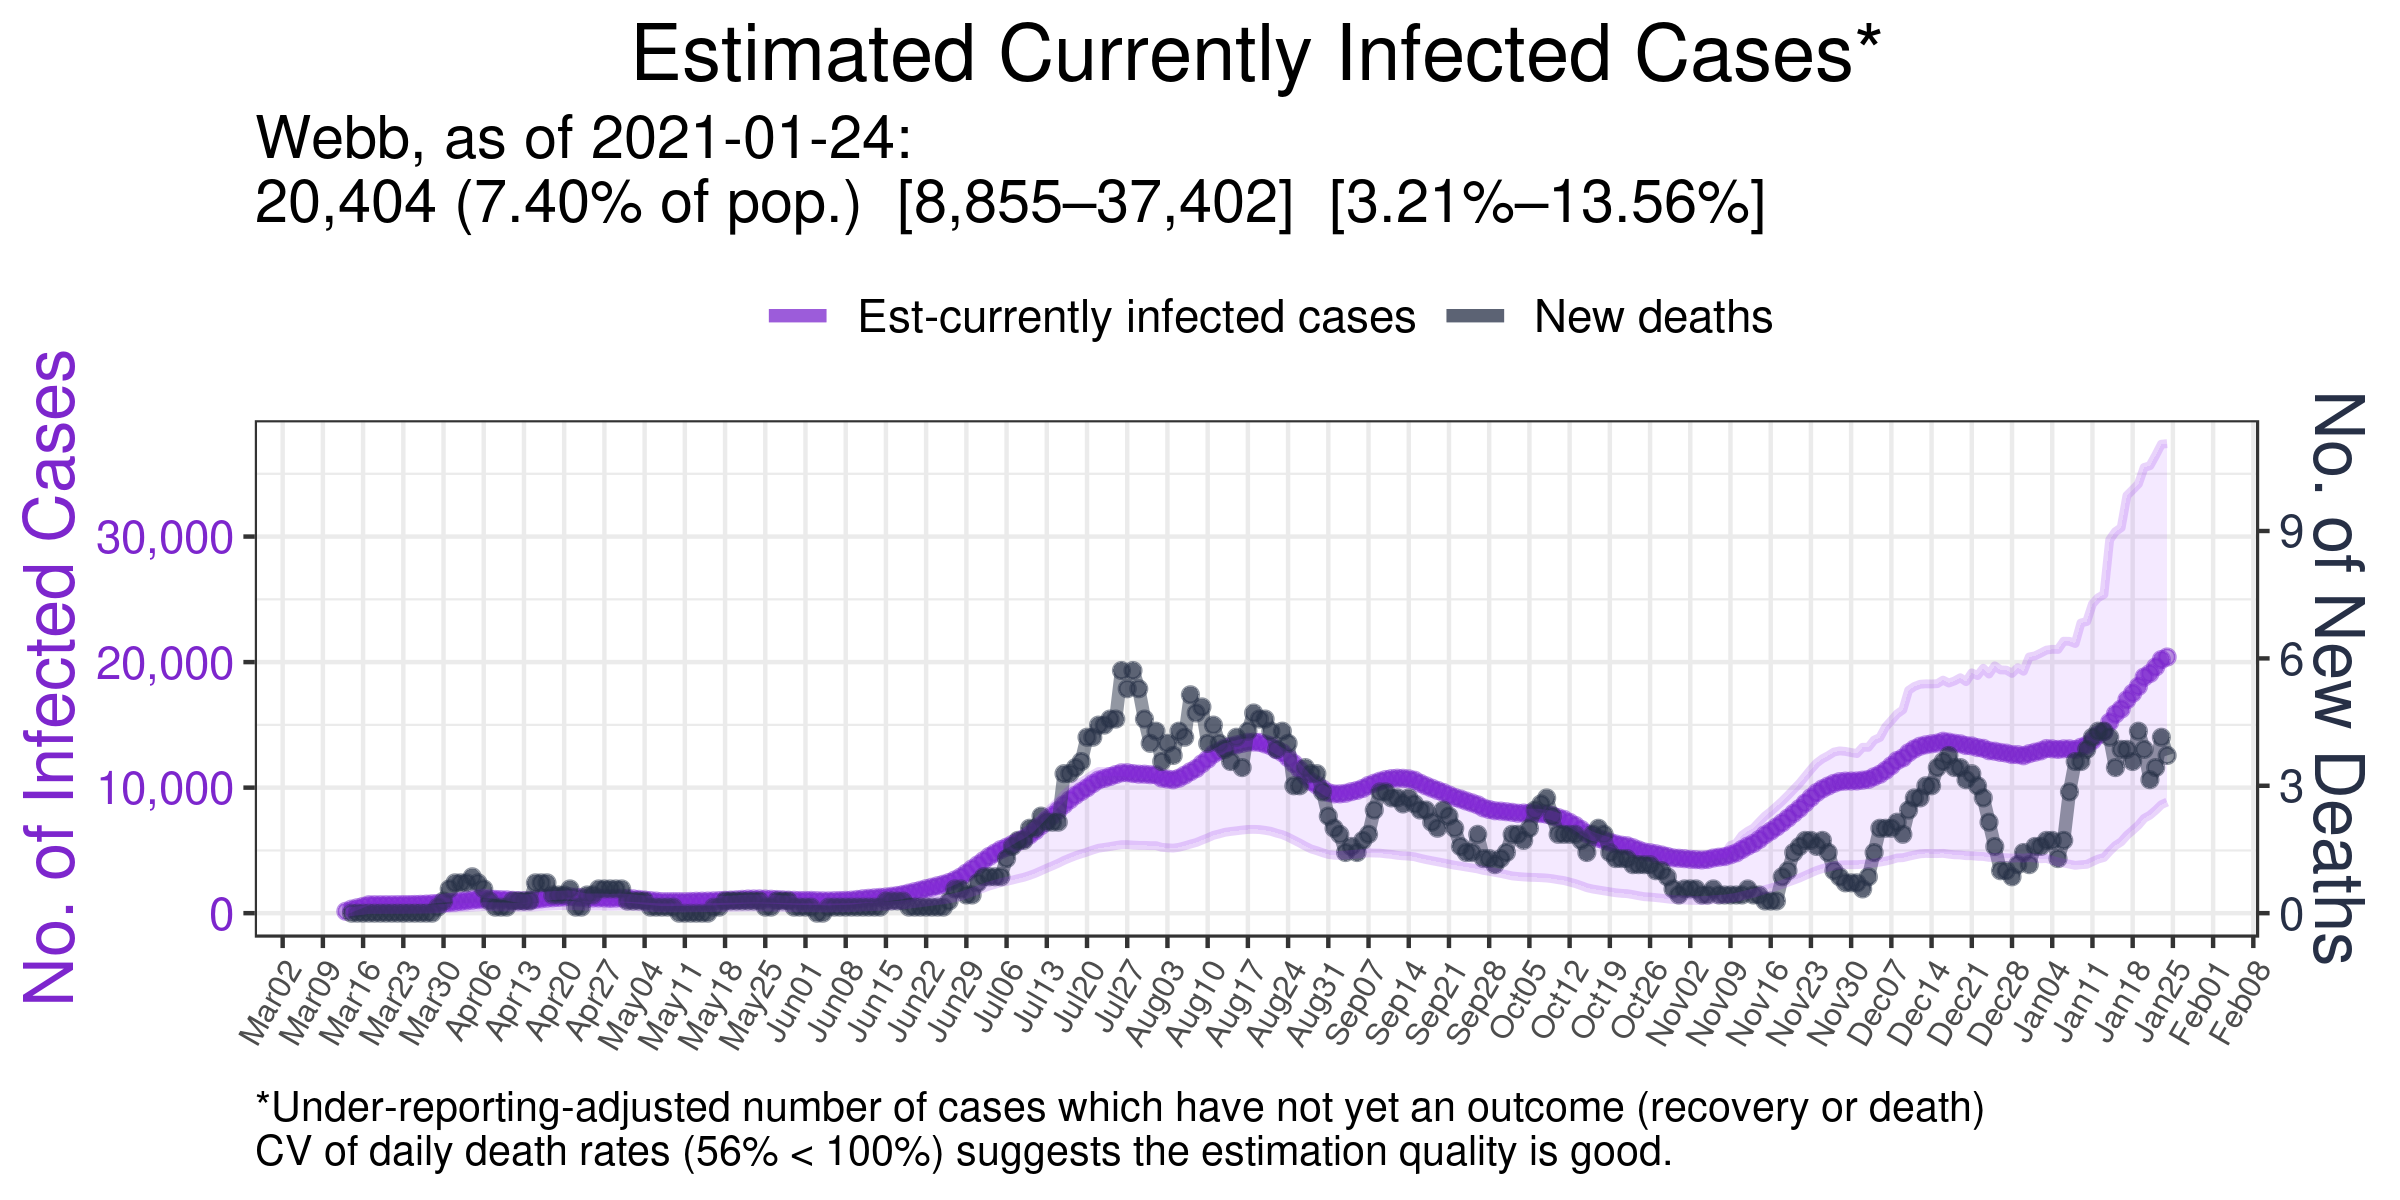 Estimated Currently Infected Cases*
Webb, as of 2021-01-24:
20,404 (7.40% of pop.)  [8,855–37,402]  [3.21%–13.56%]
Est-currently infected cases
New deaths
No. of Infected Cases
30,000
20,000
10,000
0
9
6
3
0
No. of New Deaths
Mar02
Mar09
Mar16
Mar23
Mar30
Apr06
Apr13
Apr20
Apr27
May04
May11
May18
May25
Jun01
Jun08
Jun15
Jun22
Jun29
Jul06
Jul13
Jul20
Jul27
Aug03
Aug10
Aug17
Aug24
Aug31
Sep07
Sep14
Sep21
Sep28
Oct05
Oct12
Oct19
Oct26
Nov02
Nov09
Nov16
Nov23
Nov30
Dec07
Dec14
Dec21
Dec28
Jan04
Jan11
Jan18
Jan25
Feb01
Feb08
*Under-reporting-adjusted number of cases which have not yet an outcome (recovery or death)
CV of daily death rates (56% < 100%) suggests the estimation quality is good.